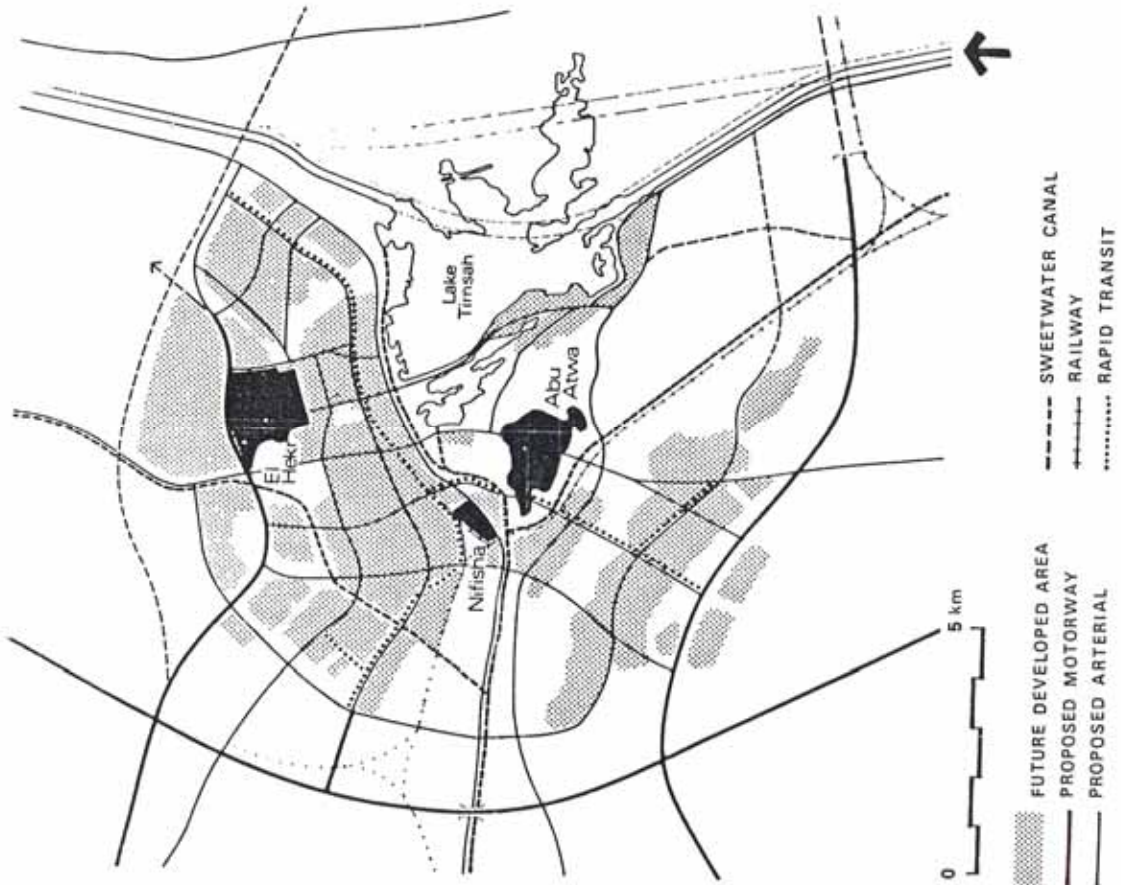 El
Hekr
Lake
Timsah
Abu
Atwa
Nifisha
0
5 km
FUTURE DEVELOPED AREA
PROPOSED MOTORWAY
PROPOSED ARTERIAL
SWEETWATER CANAL
RAILWAY
RAPID TRANSIT